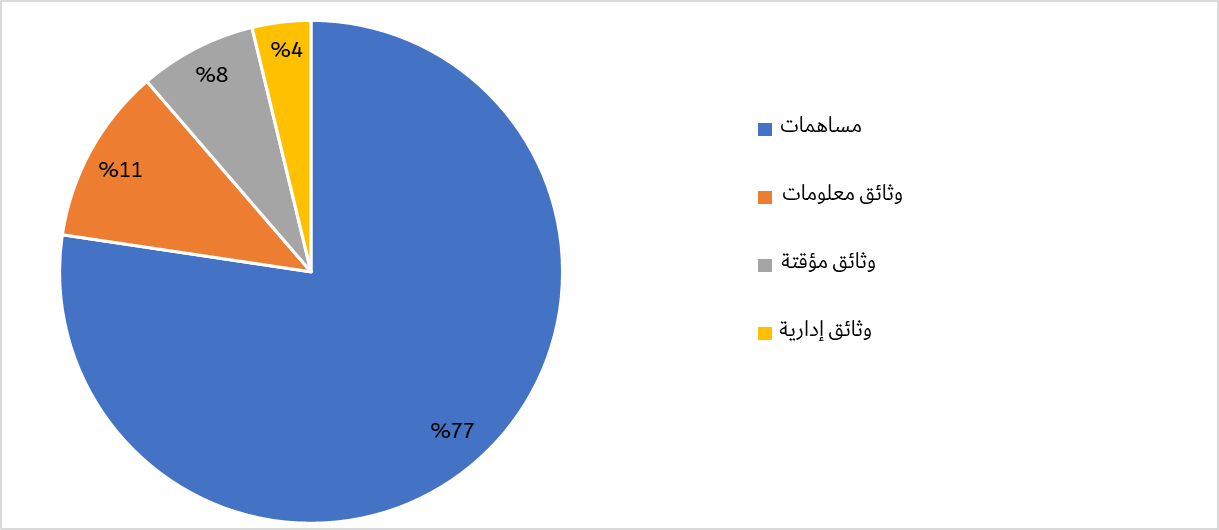 %4
%8
%11
%77
مساهمات
وثائق معلومات
وثائق مؤقتة
وثائق إدارية